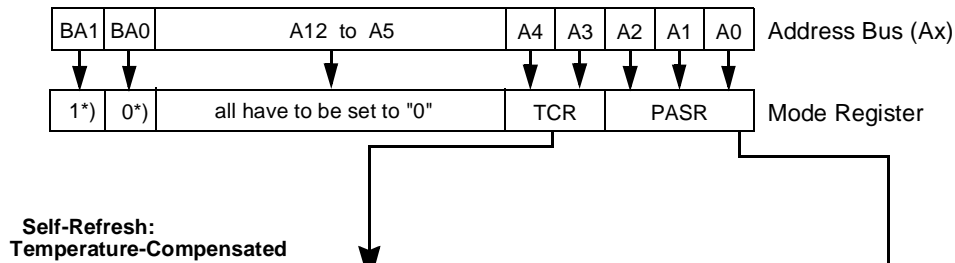 BA1 BA0 A12 to A5 A4 A3 A2 A1 A0 Address Bus (Ax)
1*) 0*) all have to be set to "0" TCR PASR Mode Register
Self-Refresh:
Temperature-Compensated